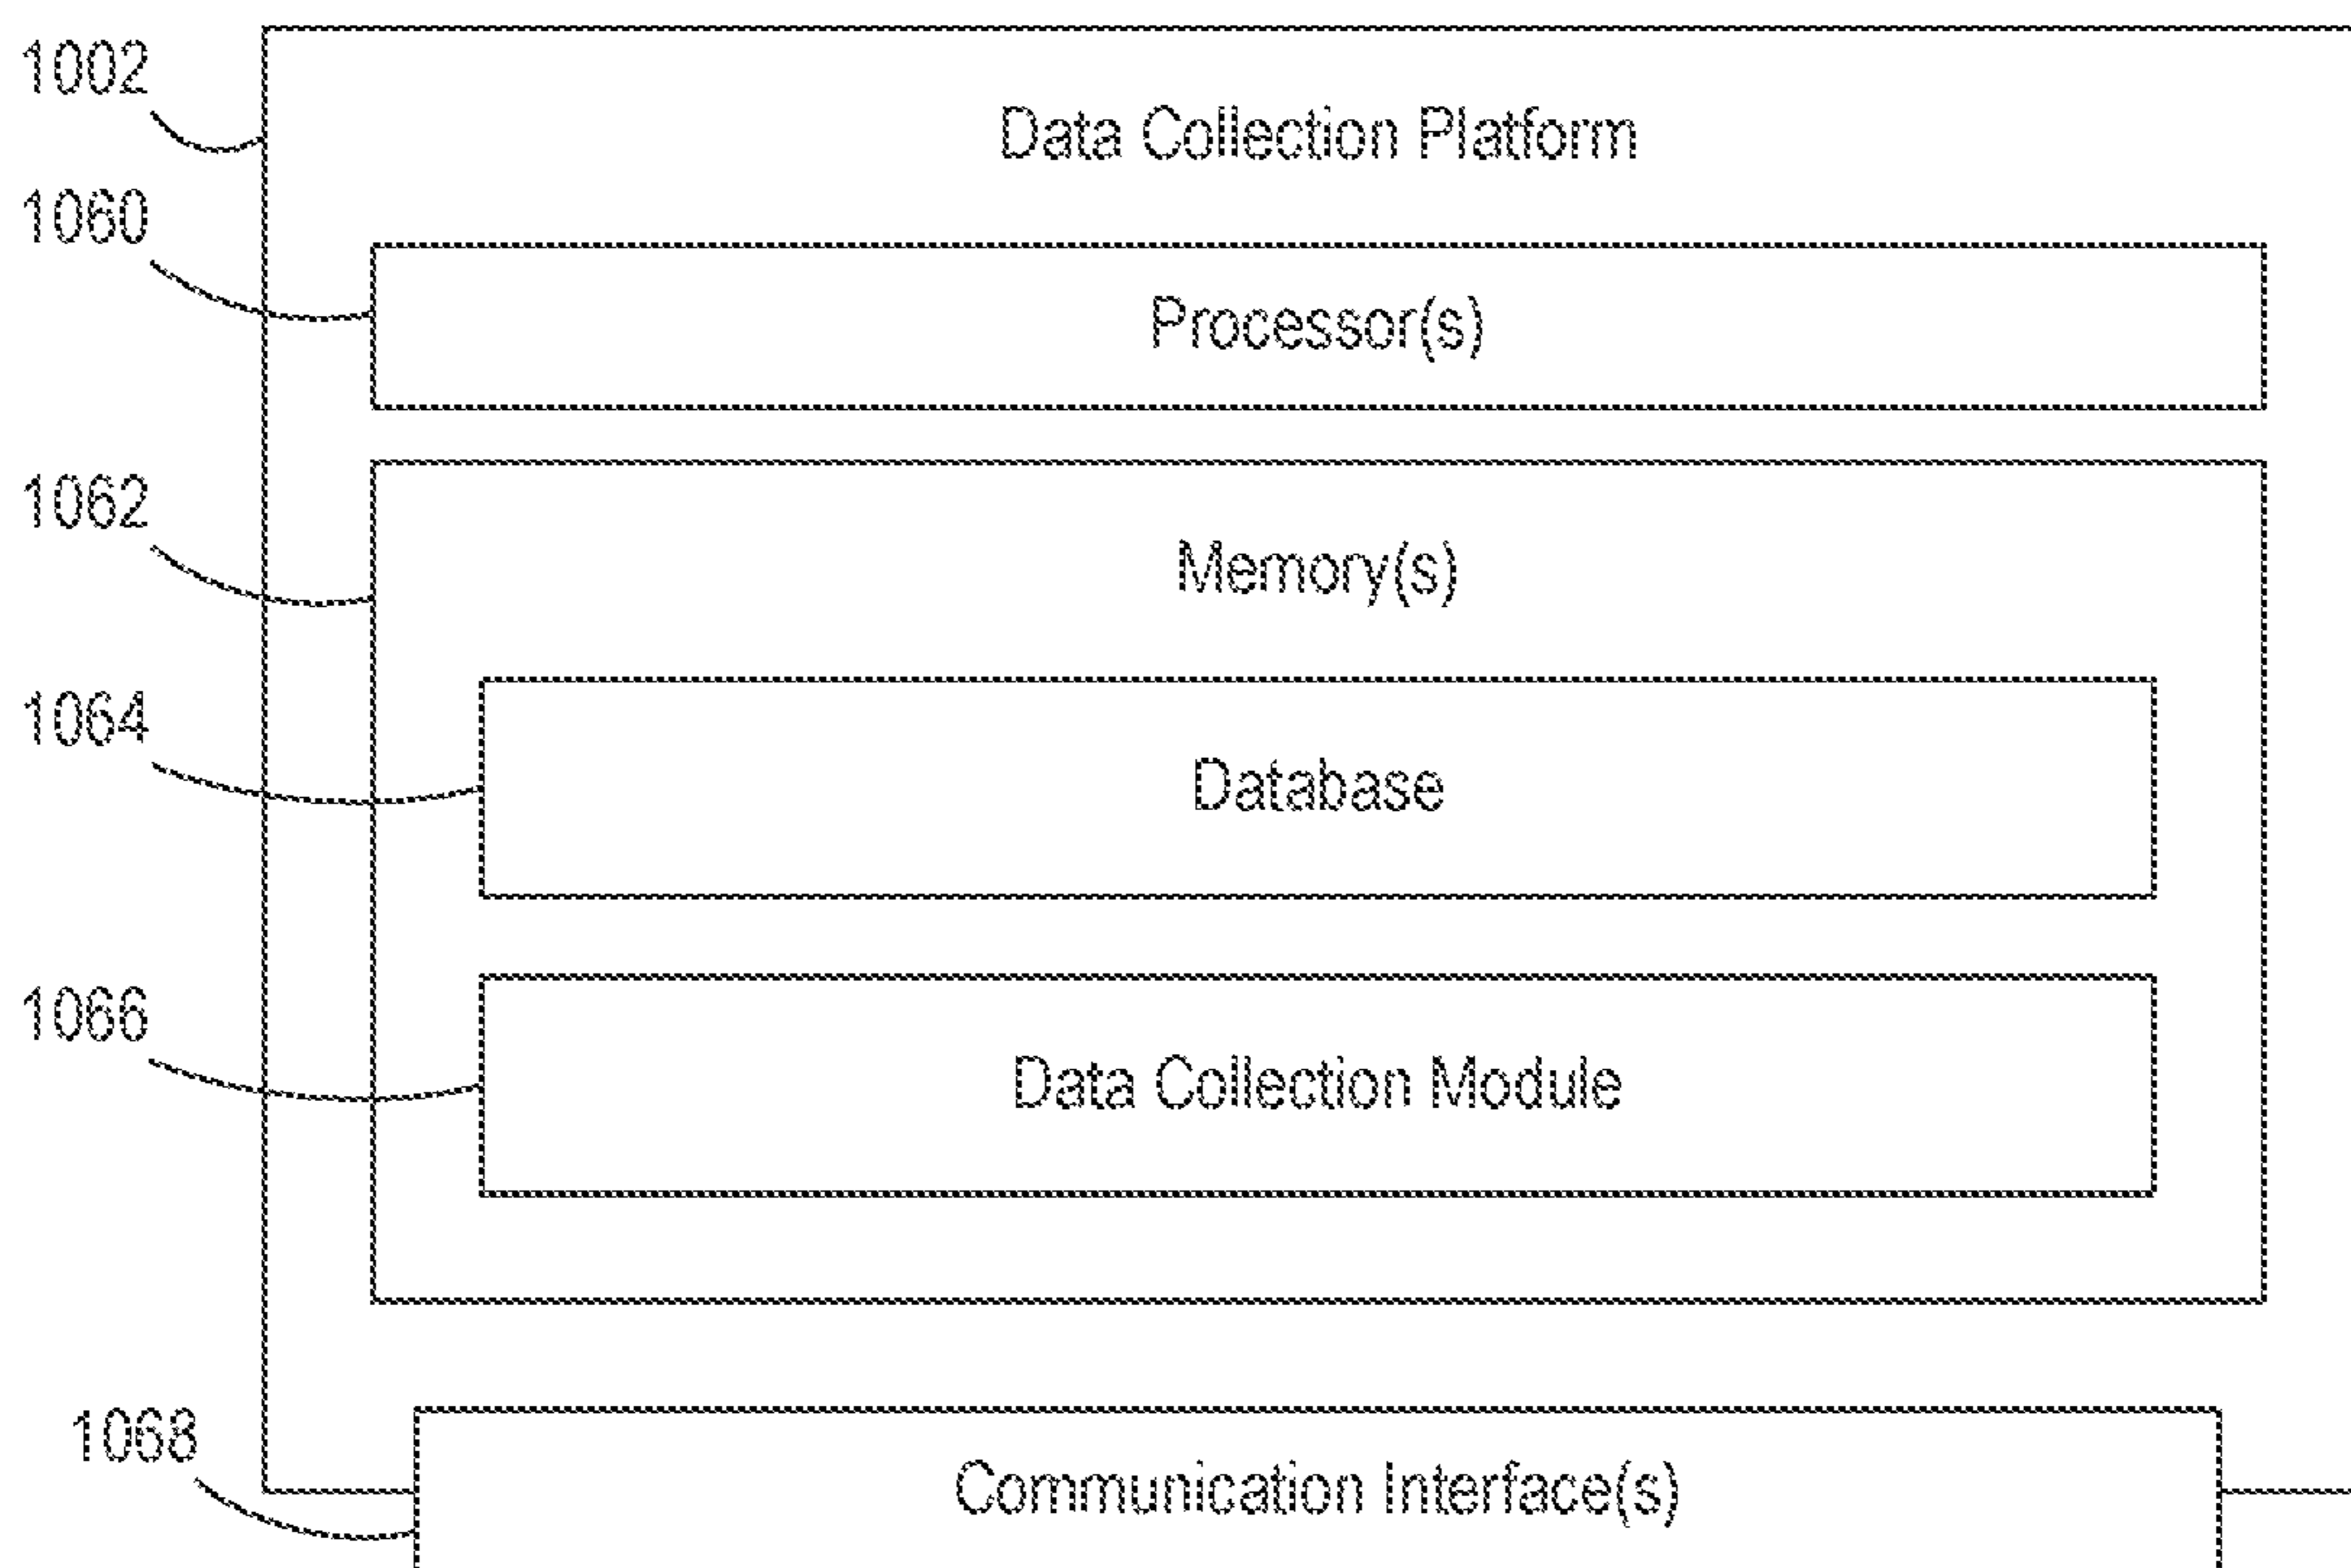 1002
Data Collection Platform
1060
Processor(s)
1062
Memory(s)
1064
Database
1066
Data Collection Module
1068
Communication Interface(s)